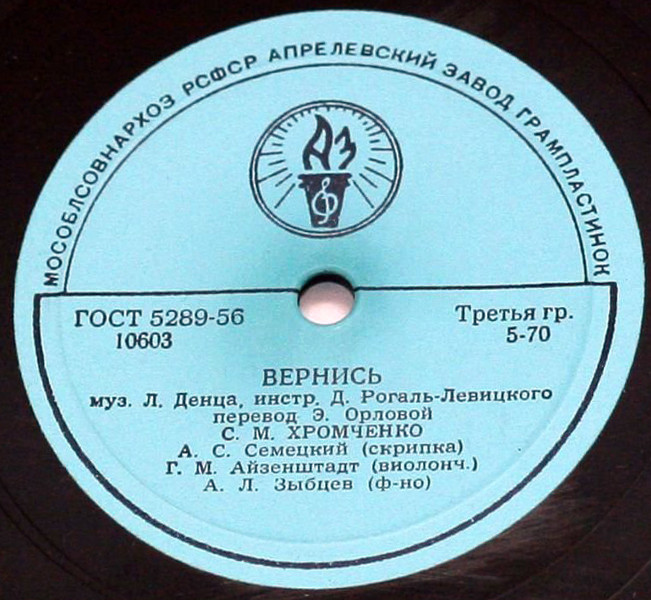 МОСОБЛСОВНАРХОЗ РСФСР АПРЕЛЕВСКИЙ ЗАВОД ГРАМПЛАСТИНОК
АЗ
ГОСТ 5289-56
10603
Третья гр.
5-70
ВЕРНИСЬ
муз. Л. Денца, инстр. Д. Рогаль-Левицкого
перевод Э. Орловой
С. М. ХРОМЧЕНКО
А. С. Семецкий (скрипка)
Г. М. Айзенштадт (виолонч.)
А. Л. Зыбцев (ф-но)